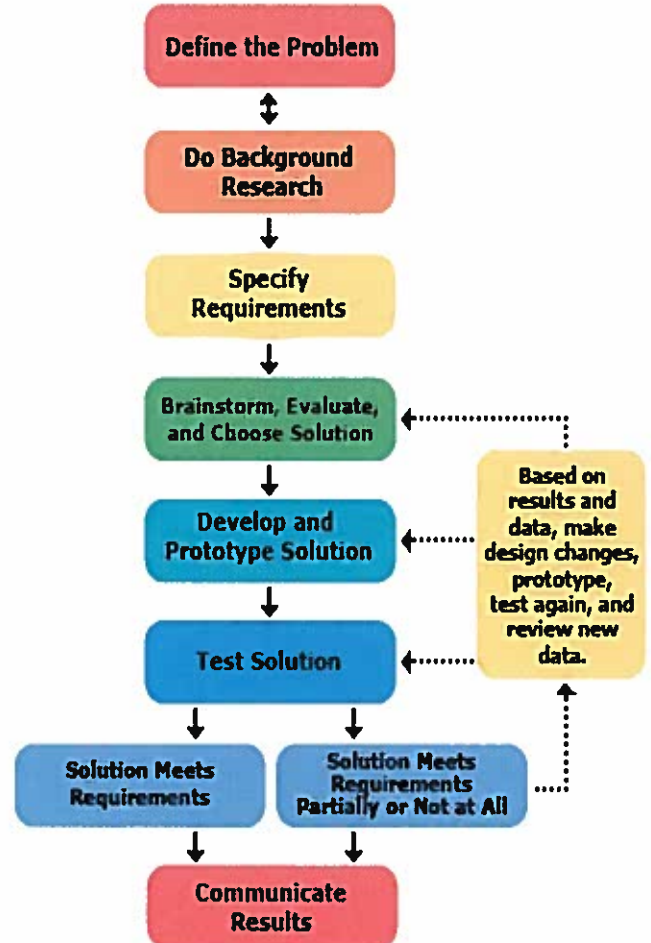 Define the Problem
Do Background
Research
Specify
Requirements
Brainstorm, Evaluate,
and Choose Solution
Develop and
Prototype Solution
Based on
results and
data, make
design changes,
prototype,
test again, and
review new
data.
Test Solution
Solution Meets
Requirements
Solution Meets
Requirements
Partially or Not at All
Communicate
Results